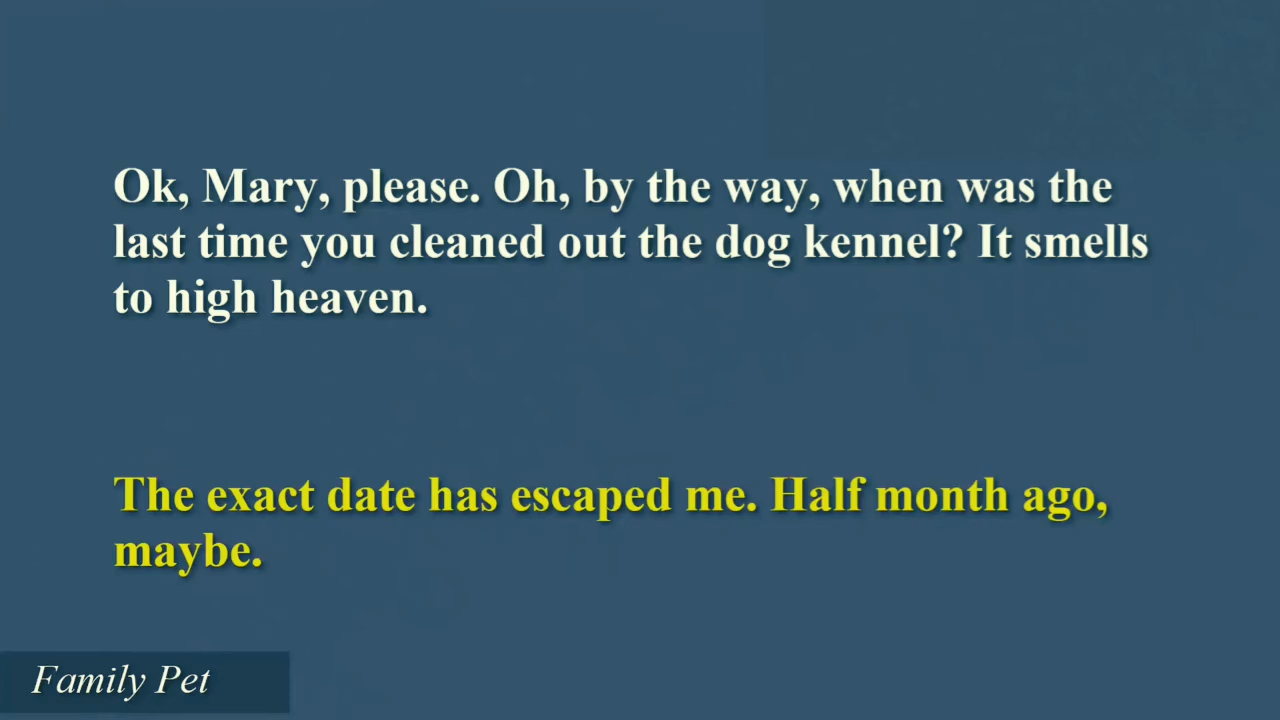 Ok, Mary, please. Oh, by the way, when was the
last time you cleaned out the dog kennel? It smells
to high heaven.
The exact date has escaped me. Half month ago,
maybe.
Family Pet